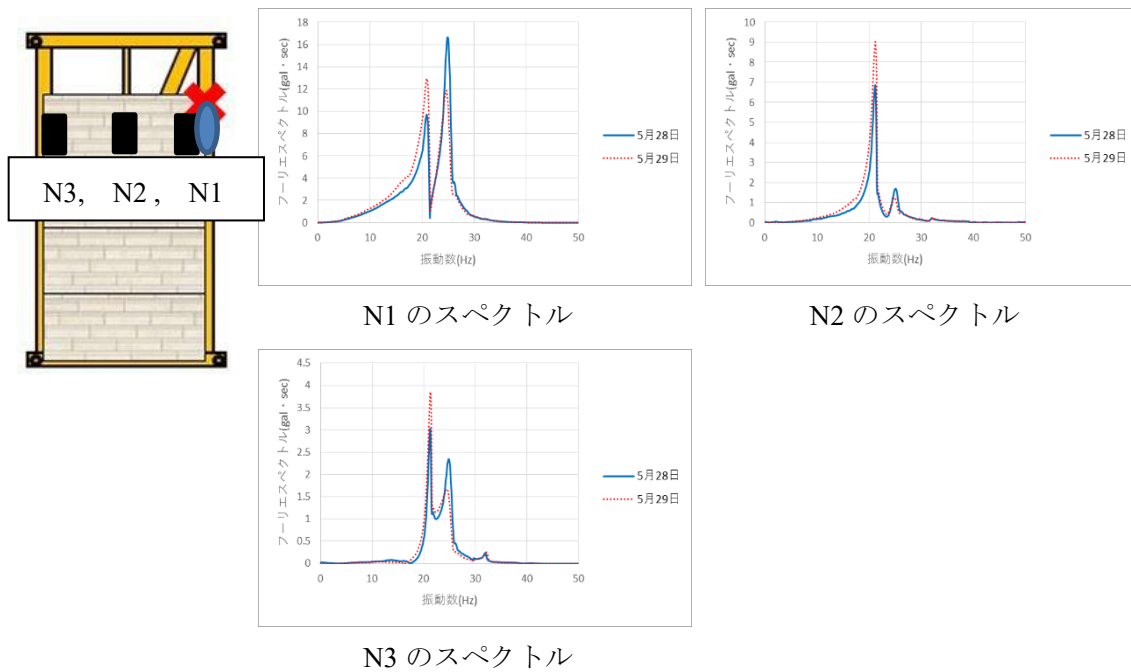 N3, N2 , N1
フーリエスペクトル(gal・sec)
18
16
14
12
10
8
6
4
2
0
0 10 20 30 40 50
振動数(Hz)
5月28日
5月29日
N1 のスペクトル
フーリエスペクトル(gal・sec)
10
9
8
7
6
5
4
3
2
1
0
0 10 20 30 40 50
振動数(Hz)
5月28日
5月29日
N2 のスペクトル
フーリエスペクトル(gal・sec)
4.5
4
3.5
3
2.5
2
1.5
1
0.5
0
0 10 20 30 40 50
振動数(Hz)
5月28日
5月29日
N3 のスペクトル